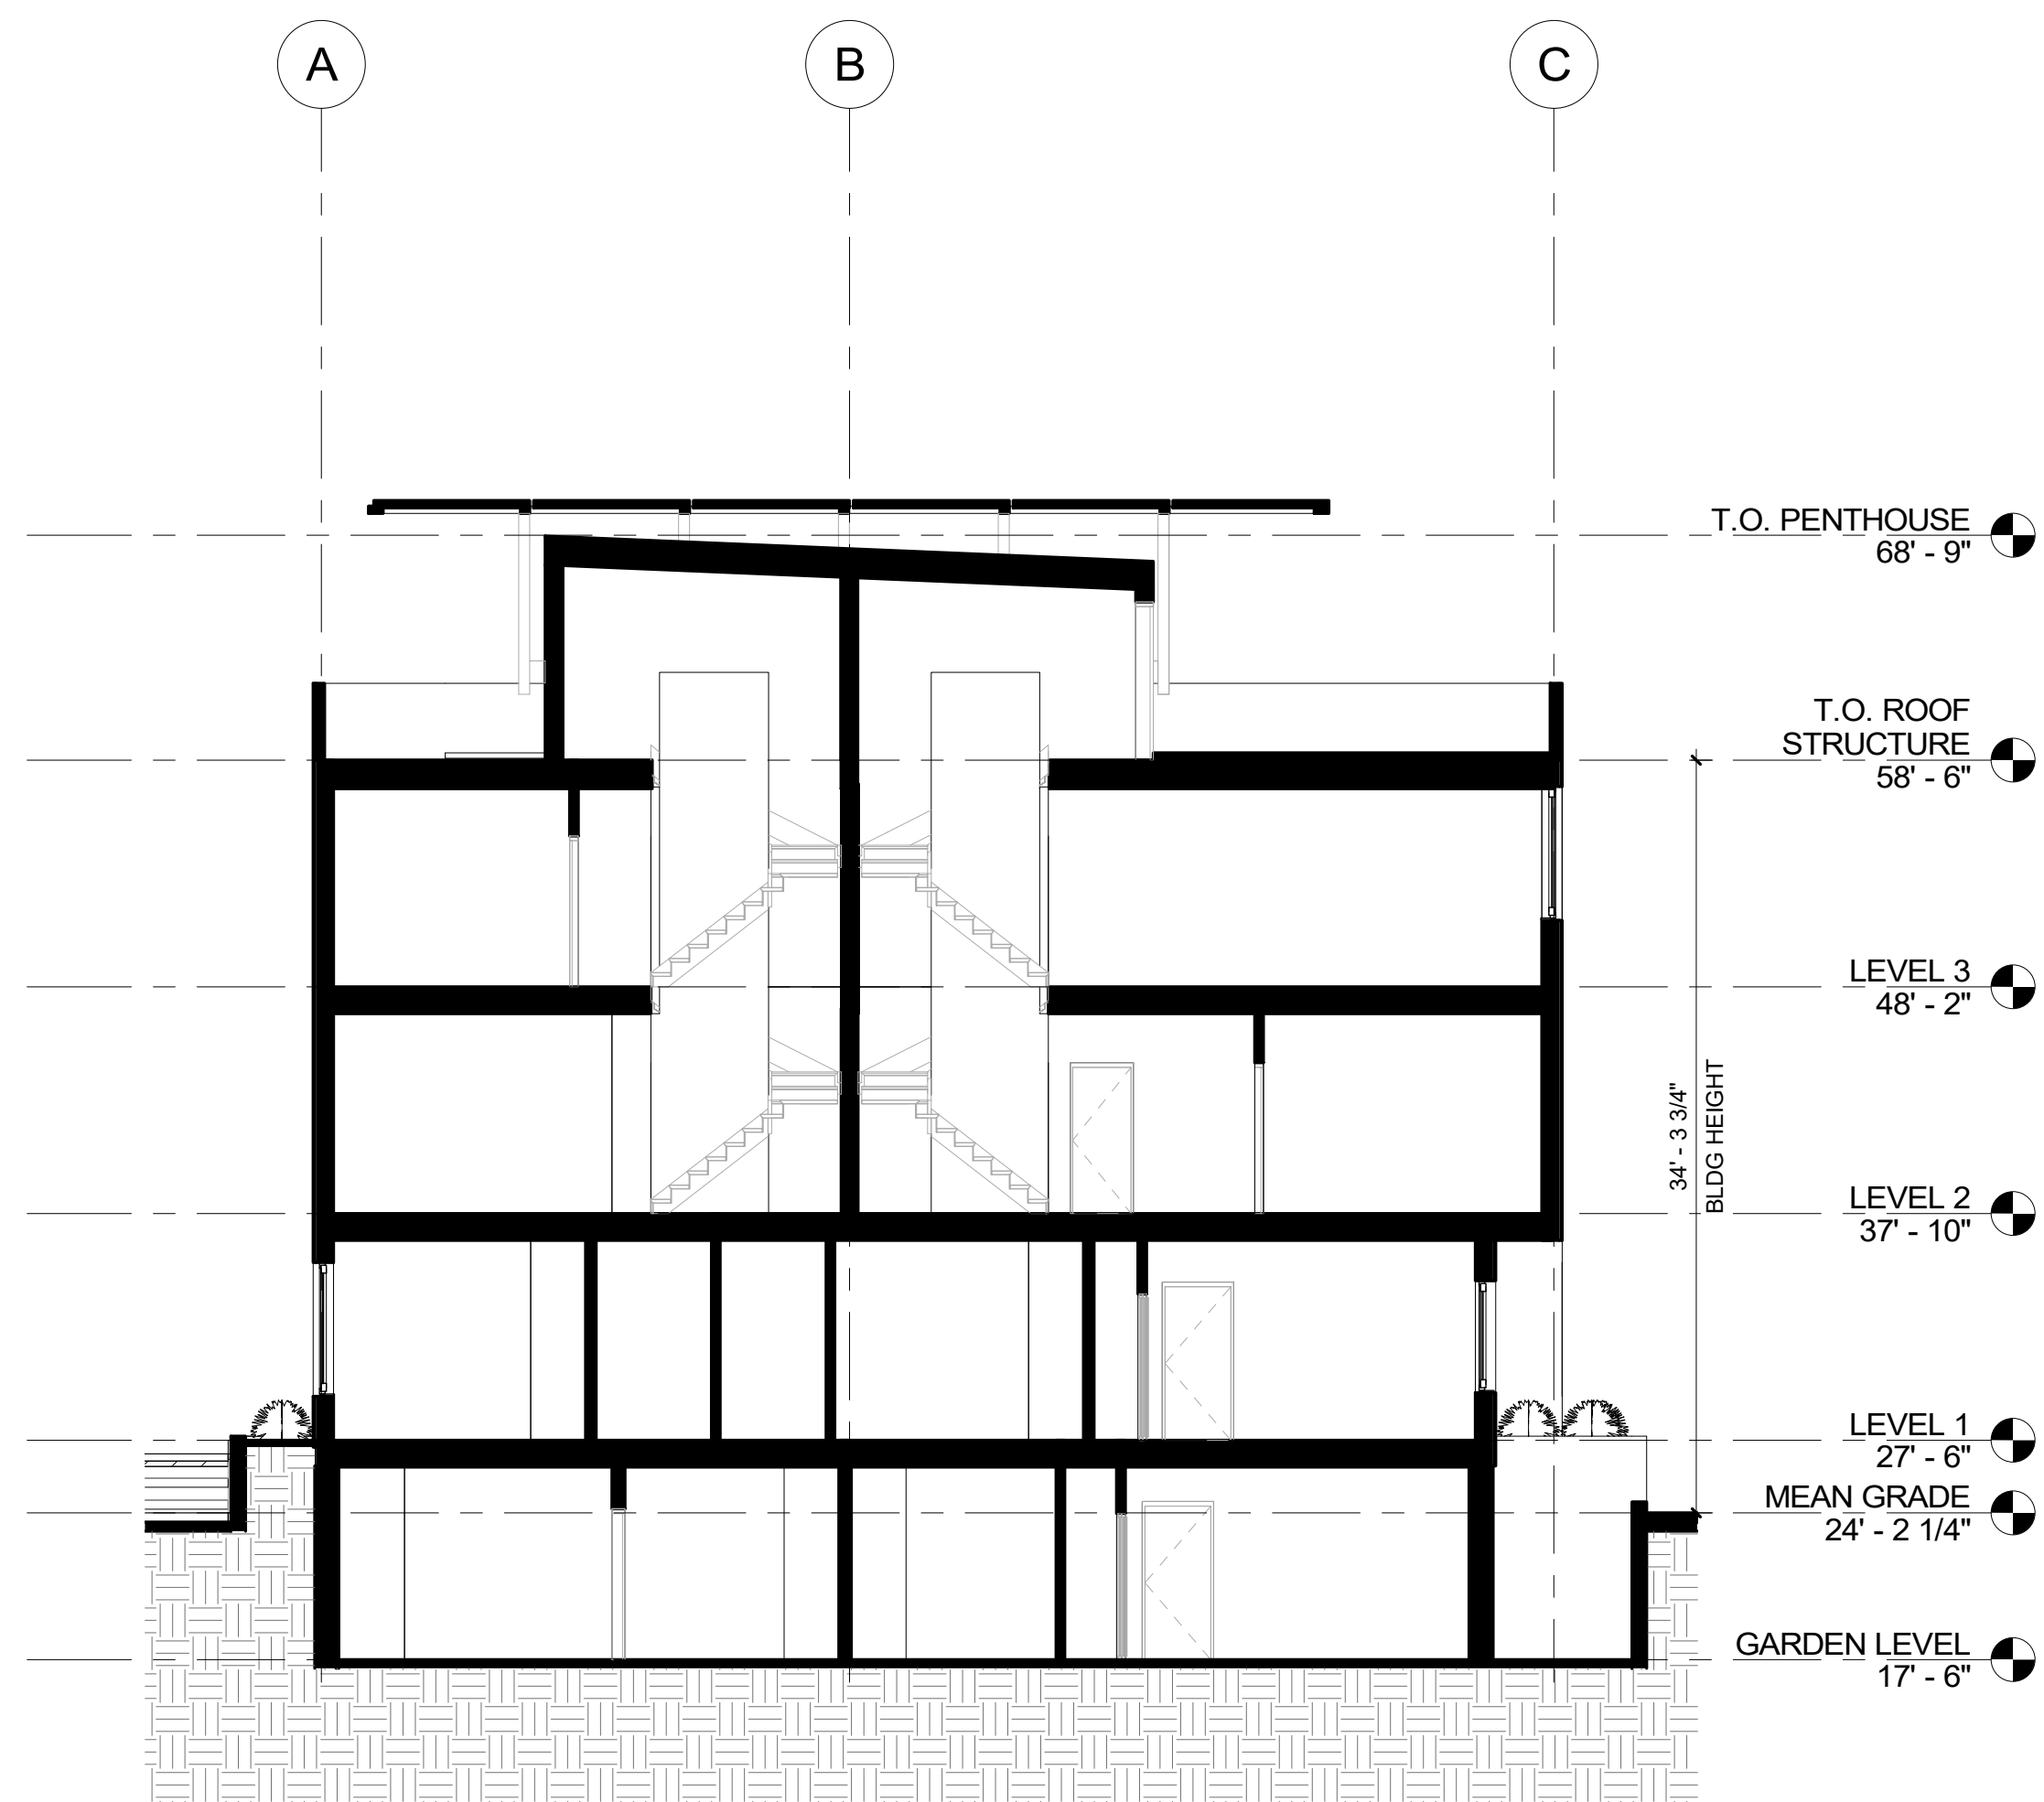 A
B
C
T.O. PENTHOUSE
68' - 9"
T.O. ROOF
STRUCTURE
58' - 6"
LEVEL 3
48' - 2"
34' - 3 3/4"
BLDG HEIGHT
LEVEL 2
37' - 10"
LEVEL 1
27' - 6"
MEAN GRADE
24' - 2 1/4"
GARDEN LEVEL
17' - 6"